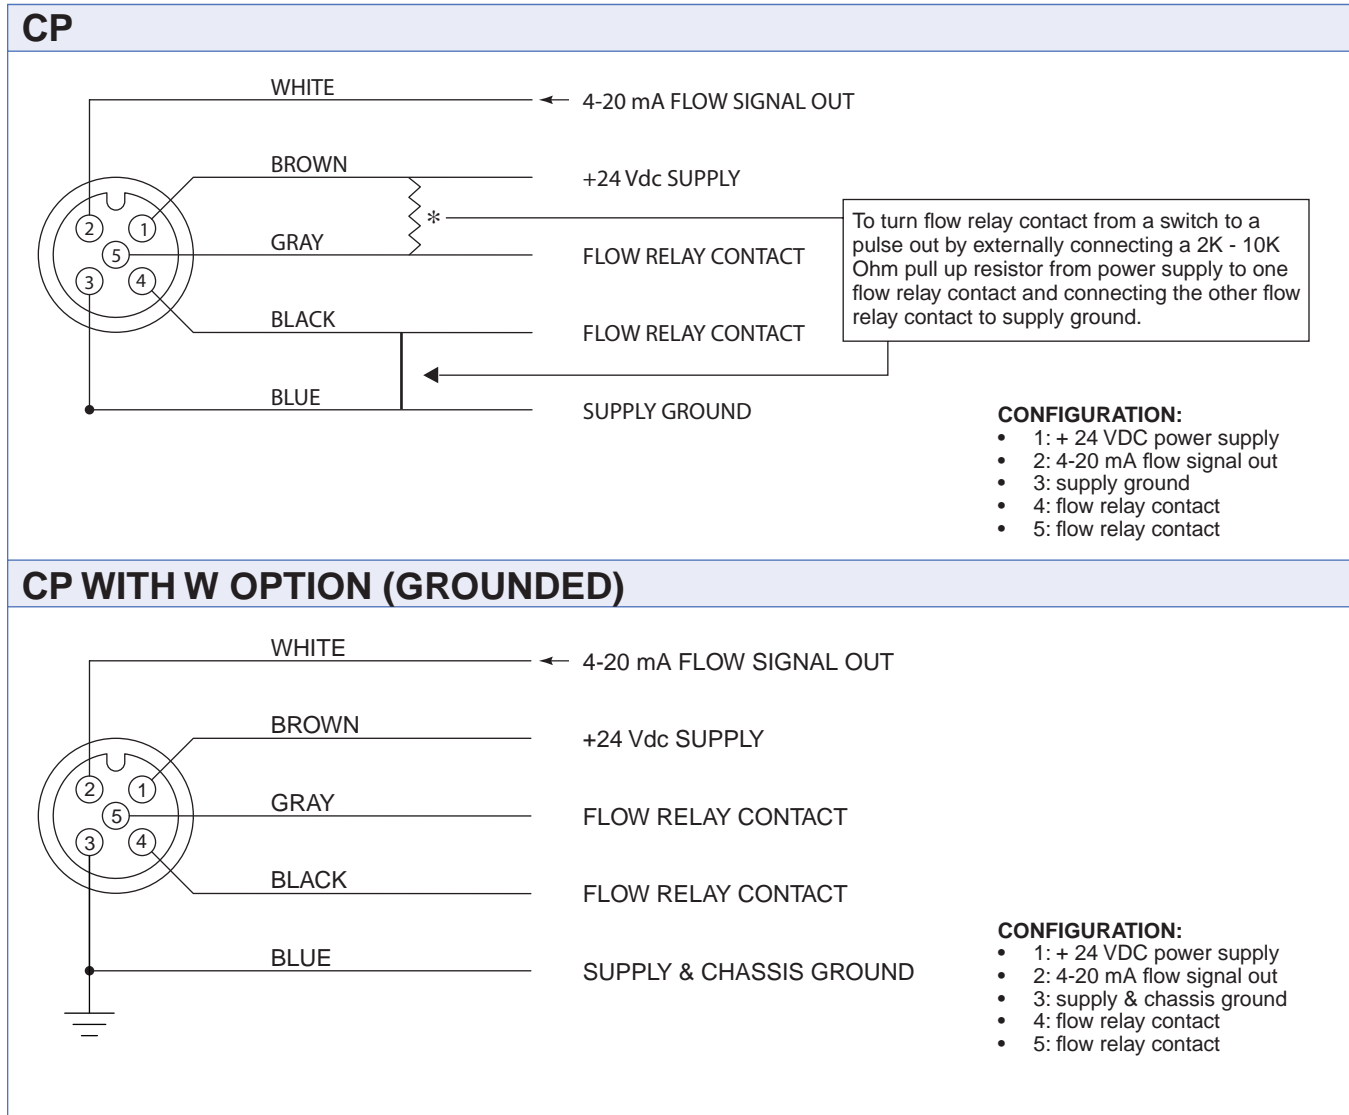 CP
WHITE
4-20 mA FLOW SIGNAL OUT
BROWN
+24 Vdc SUPPLY
*
GRAY
FLOW RELAY CONTACT
BLACK
FLOW RELAY CONTACT
BLUE
SUPPLY GROUND
2
1
5
3
4
To turn flow relay contact from a switch to a
pulse out by externally connecting a 2K - 10K
Ohm pull up resistor from power supply to one
flow relay contact and connecting the other flow
relay contact to supply ground.
CONFIGURATION:
• 1: + 24 VDC power supply
• 2: 4-20 mA flow signal out
• 3: supply ground
• 4: flow relay contact
• 5: flow relay contact
CP WITH W OPTION (GROUNDED)
WHITE
4-20 mA FLOW SIGNAL OUT
BROWN
+24 Vdc SUPPLY
GRAY
FLOW RELAY CONTACT
BLACK
FLOW RELAY CONTACT
BLUE
SUPPLY & CHASSIS GROUND
2
1
5
3
4
CONFIGURATION:
• 1: + 24 VDC power supply
• 2: 4-20 mA flow signal out
• 3: supply & chassis ground
• 4: flow relay contact
• 5: flow relay contact